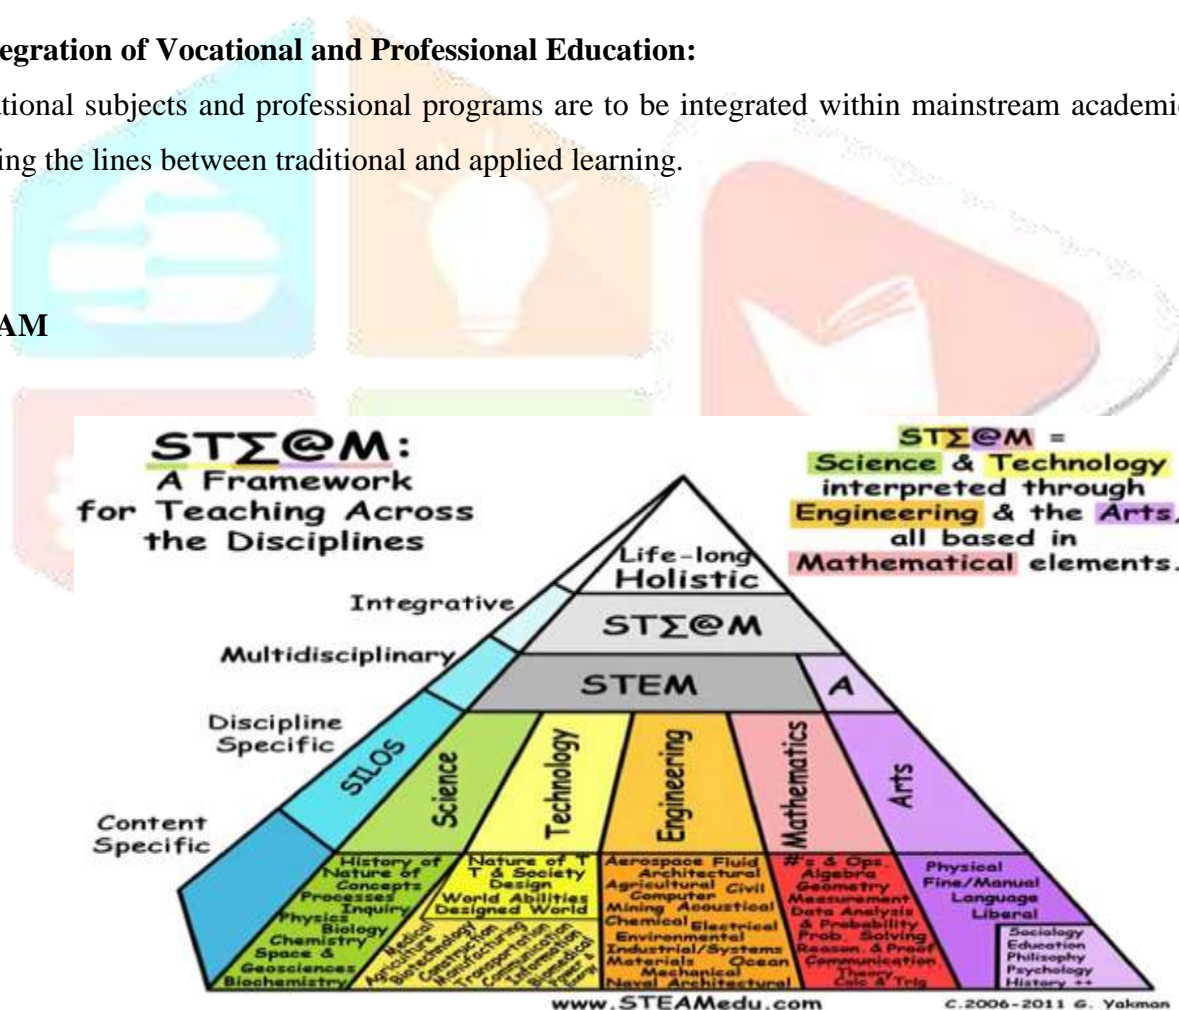 egration of Vocational and Professional Education:
ational subjects and professional programs are to be integrated within mainstream academic
ing the lines between traditional and applied learning.
AM
STΣ@M:
A Framework
for Teaching Across
the Disciplines
STΣ@M =
Science & Technology
interpreted through
Engineering & the Arts,
all based in
Mathematical elements.
Life-long
Holistic
Integrative
STΣ@M
Multidisciplinary
STEM
A
Discipline
Specific
SILOS
Science
Technology
Engineering
Mathematics
Arts
Content
Specific
History of
Nature of
Concepts
Processes
Inquiry
Physics
Biology
Chemistry
Space &
Geosciences
Biochemistry
Nature of T
T & Society
Design
World Abilities
Designed World
Medical
Agriculture
Biotechnology
Construction
Manufacturing
Transportation
Communication
Information
Biomedical
Power &
Energy
Aerospace Fluid
Architectural
Agricultural Civil
Computer
Mining Acoustical
Chemical Electrical
Environmental
Industrial/Systems
Materials Ocean
Mechanical
Naval Architectural
#'s & Ops.
Algebra
Geometry
Measurement
Data Analysis
& Probability
Prob. Solving
Reason. & Proof
Communication,
Theory,
Calc & Trig
Physical
Fine/Manual
Language
Liberal
Sociology
Education
Philisophy
Psychology
History ++
www.STEAMedu.com
C.2006-2011 G. Yakman